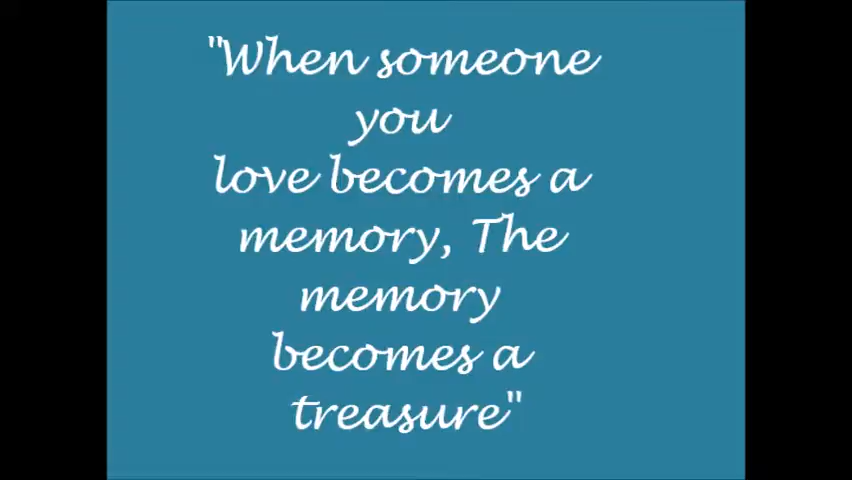 "When someone
you
love becomes a
memory, The
memory
becomes a
treasure"